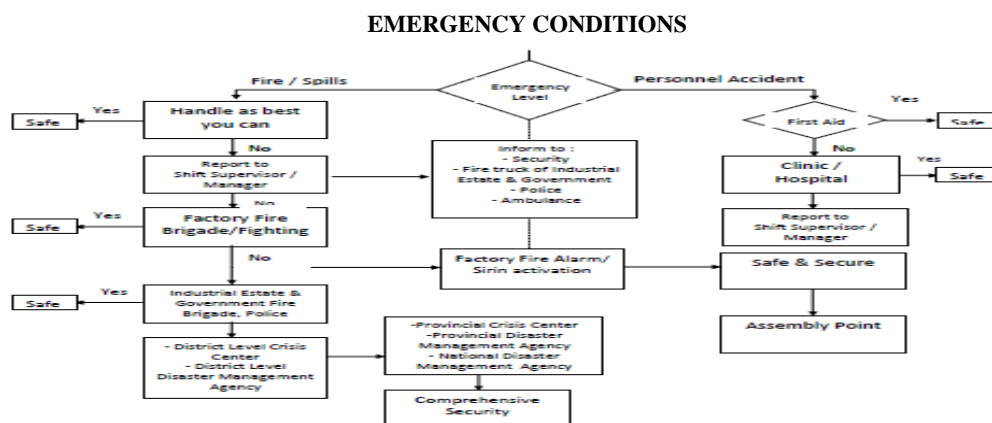 EMERGENCY CONDITIONS
Fire / Spills
Emergency
Level
Personnel Accident
Yes
Safe
Handle as best
you can
No
Report to
Shift Supervisor /
Manager
No
Yes
Safe
Factory Fire
Brigade/Fighting
No
Yes
Safe
Industrial Estate &
Government Fire
Brigade, Police
- District Level Crisis
Center
- District Level
Disaster Management
Agency
Inform to :
- Security
- Fire truck of Industrial
Estate & Government
- Police
- Ambulance
Factory Fire Alarm/
Sirin activation
-Provincial Crisis Center
-Provincial Disaster
Management Agency
- National Disaster
Management Agency
Comprehensive
Security
First Aid
Yes
Safe
No
Clinic /
Hospital
Yes
Safe
Report to
Shift Supervisor /
Manager
Safe & Secure
Assembly Point